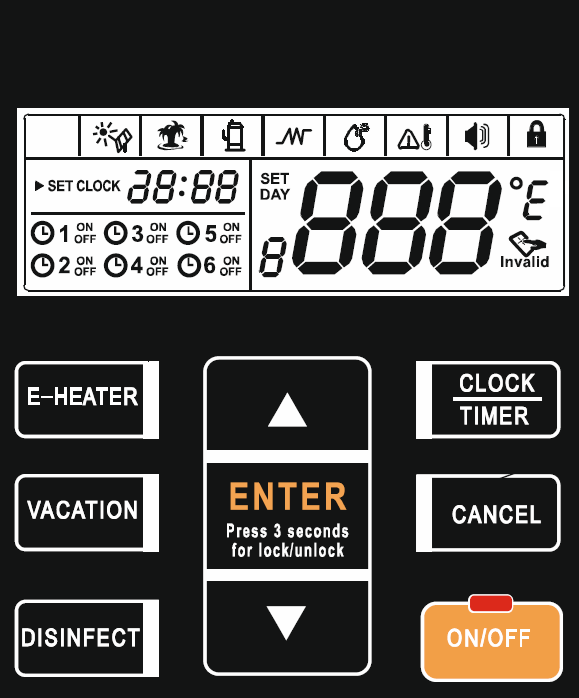 SET CLOCK 88:88
SET DAY
8
888
°E
Invalid
1 ON OFF 3 ON OFF 5 ON OFF
2 ON OFF 4 ON OFF 6 ON OFF
E-HEATER
CLOCK
TIMER
ENTER
Press 3 seconds
for lock/unlock
VACATION
CANCEL
DISINFECT
ON/OFF